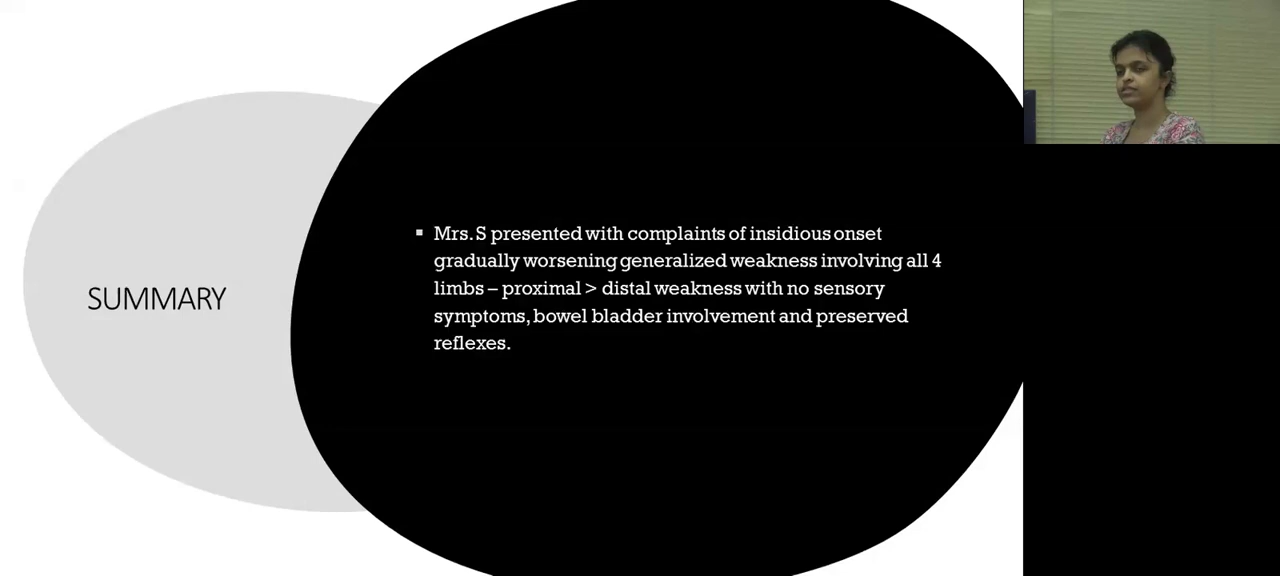 SUMMARY
▪ Mrs. S presented with complaints of insidious onset
gradually worsening generalized weakness involving all 4
limbs – proximal > distal weakness with no sensory
symptoms, bowel bladder involvement and preserved
reflexes.